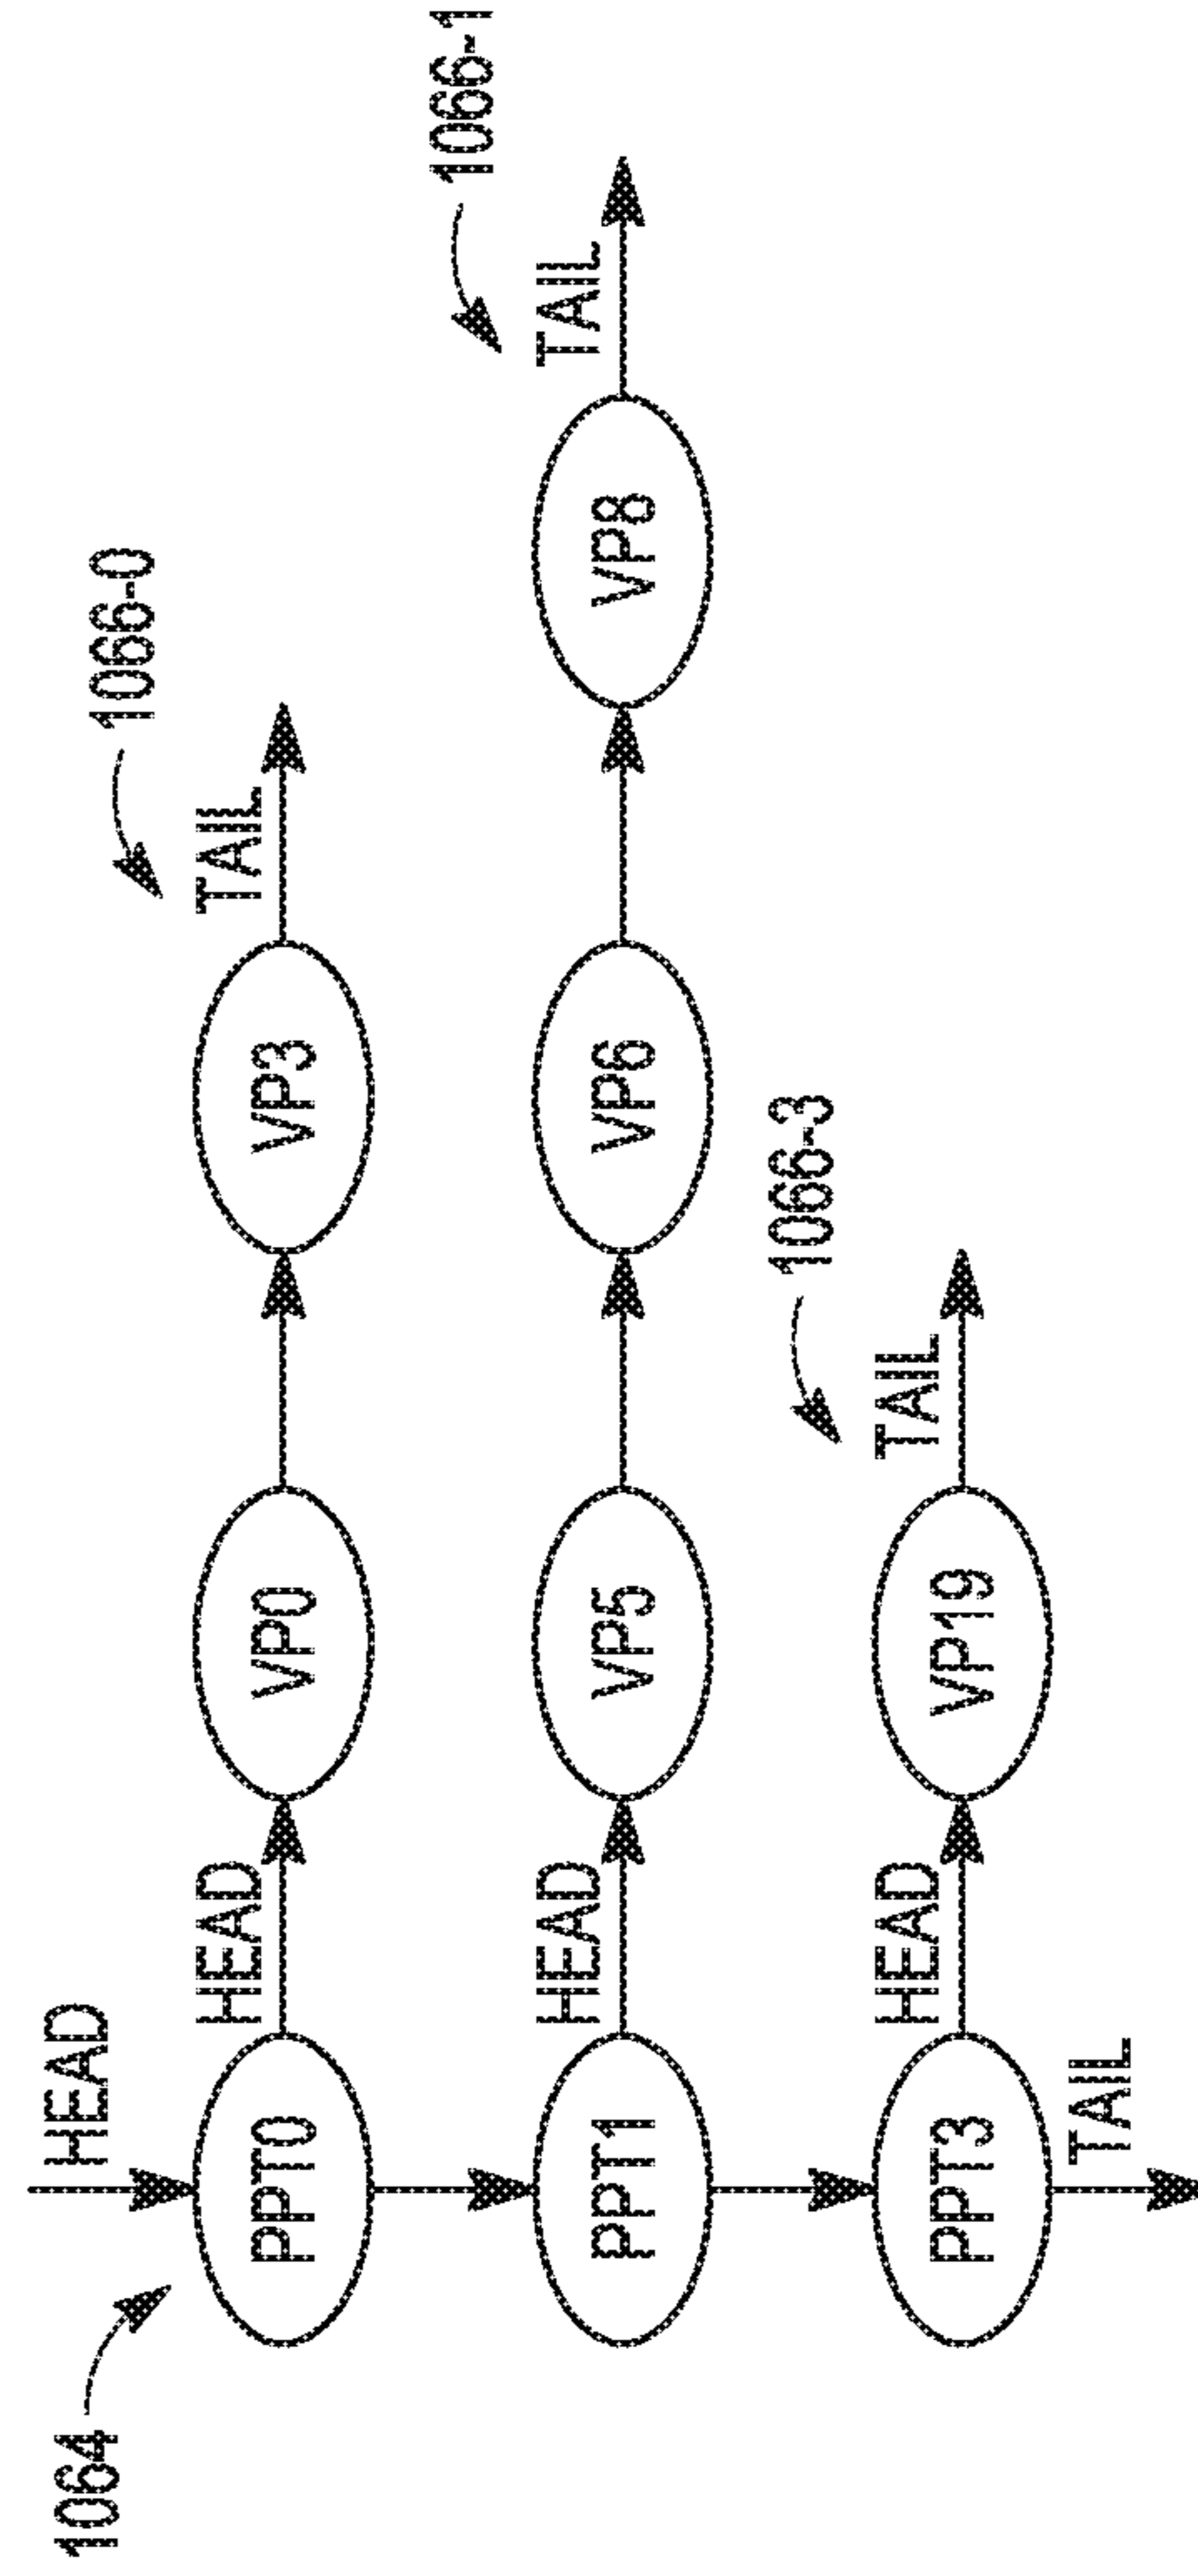 1064
HEAD
1066-0
HEAD
TAIL
PPT0
VP0
VP3
1066-1
HEAD
TAIL
PPT1
VP5
VP6
VP8
1066-3
HEAD
TAIL
PPT3
VP19
TAIL